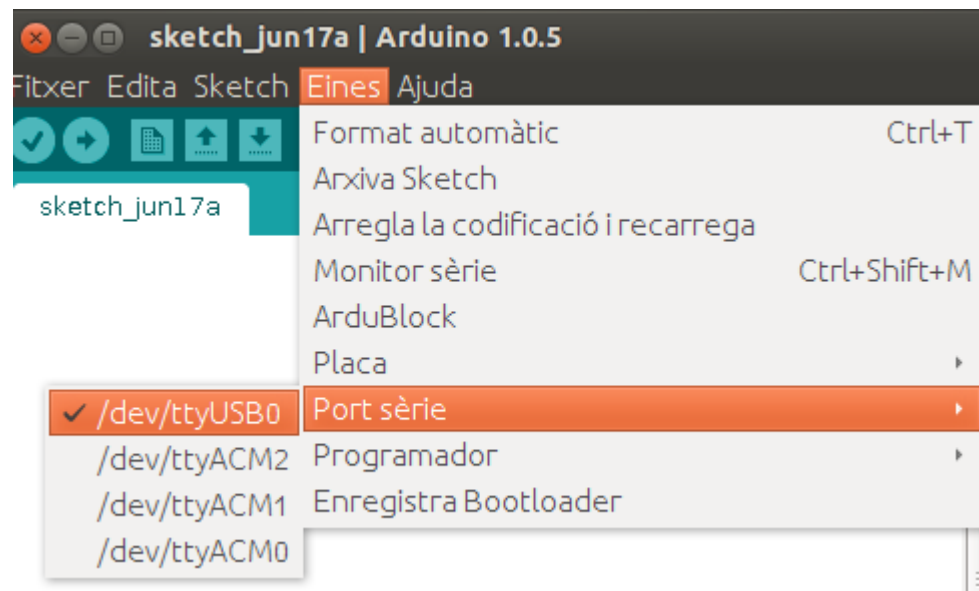 sketch_jun17a | Arduino 1.0.5
Fitxer Edita Sketch Eines Ajuda
sketch_jun17a
Format automàtic Ctrl+T
Arxiva Sketch
Arregla la codificació i recarrega
Monitor sèrie Ctrl+Shift+M
ArduBlock
Placa
Port sèrie
Programador
Enregistra Bootloader
/dev/ttyUSB0
/dev/ttyACM2
/dev/ttyACM1
/dev/ttyACM0